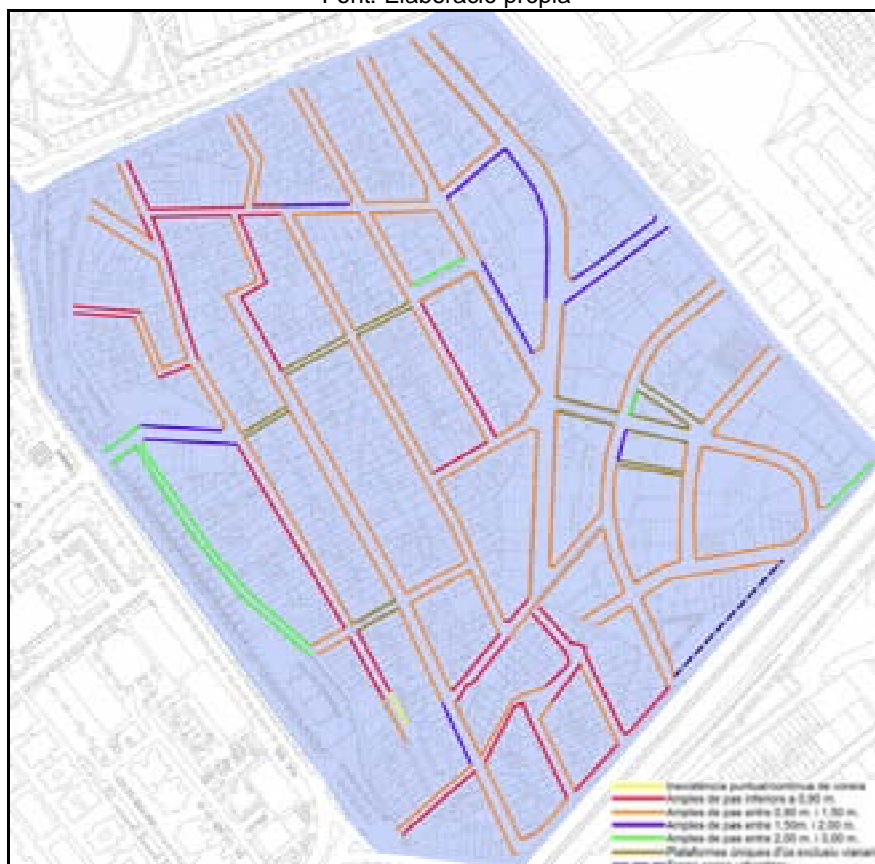 Font: Elaboració pròpia
Inexistència puntual/contínua de vorera
Amples de pas inferiors a 0,90 m.
Amples de pas entre 0,90 m. i 1,50 m.
Amples de pas entre 1,50m. i 2,00 m.
Amples de pas entre 2,00 m. i 3,00 m.
Plataformes úniques d'ús exclusiu vianants